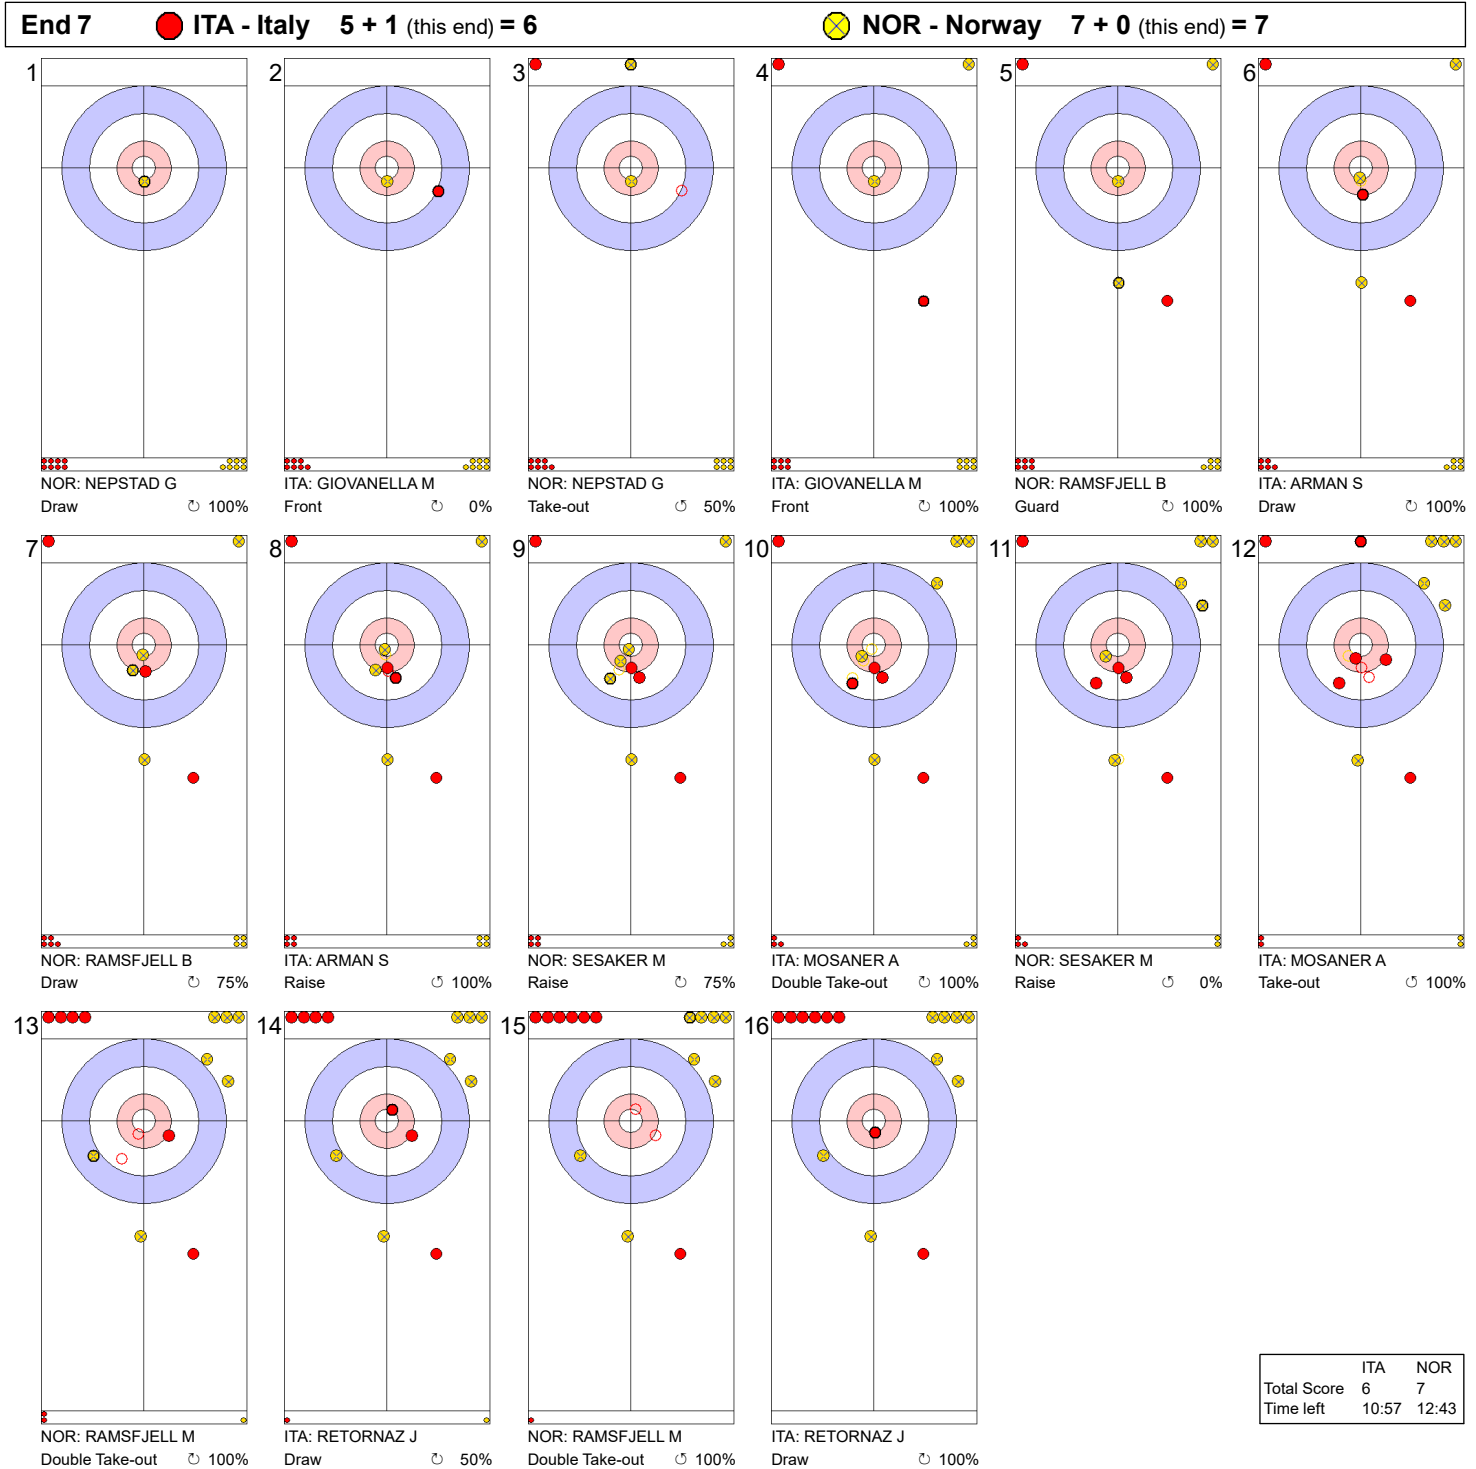 End 7 ITA - Italy 5 + 1 (this end) = 6 NOR - Norway 7 + 0 (this end) = 7
1 2 3 4 5 6
NOR: NEPSTAD G ITA: GIOVANELLA M NOR: NEPSTAD G ITA: GIOVANELLA M NOR: RAMSFJELL B ITA: ARMAN S
Draw ↻ 100% Front ↻ 0% Take-out ↺ 50% Front ↺ 100% Guard ↺ 100% Draw ↺ 100%
7 8 9 10 11 12
NOR: RAMSFJELL B ITA: ARMAN S NOR: SESAKER M ITA: MOSANER A NOR: SESAKER M ITA: MOSANER A
Draw ↻ 75% Raise ↻ 100% Raise ↺ 75% Double Take-out ↻ 100% Raise ↺ 0% Take-out ↺ 100%
13 14 15 16
NOR: RAMSFJELL M ITA: RETORNAZ J NOR: RAMSFJELL M ITA: RETORNAZ J
Double Take-out ↻ 100% Draw ↻ 50% Double Take-out ↺ 100% Draw ↻ 100%
ITA NOR
Total Score 6 7
Time left 10:57 12:43